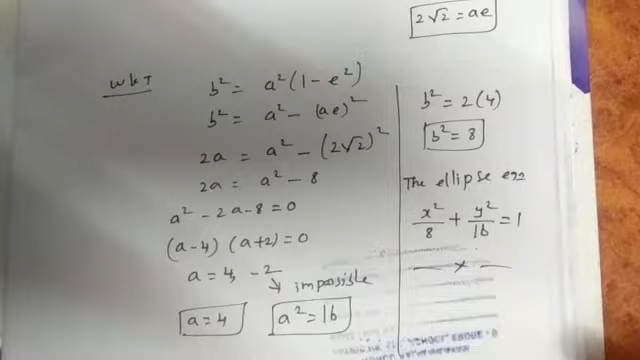 2√2 = ae
WKT
b² = a²(1 - e²)
b² = a² - (ae)²
2a = a² - (2√2)²
2a = a² - 8
a² - 2a - 8 = 0
(a-4) (a+2) = 0
a = 4, -2
↳ impossible
a = 4
a² = 16
b² = 2(4)
b² = 8
The ellipse eqn
x²/8 + y²/16 = 1